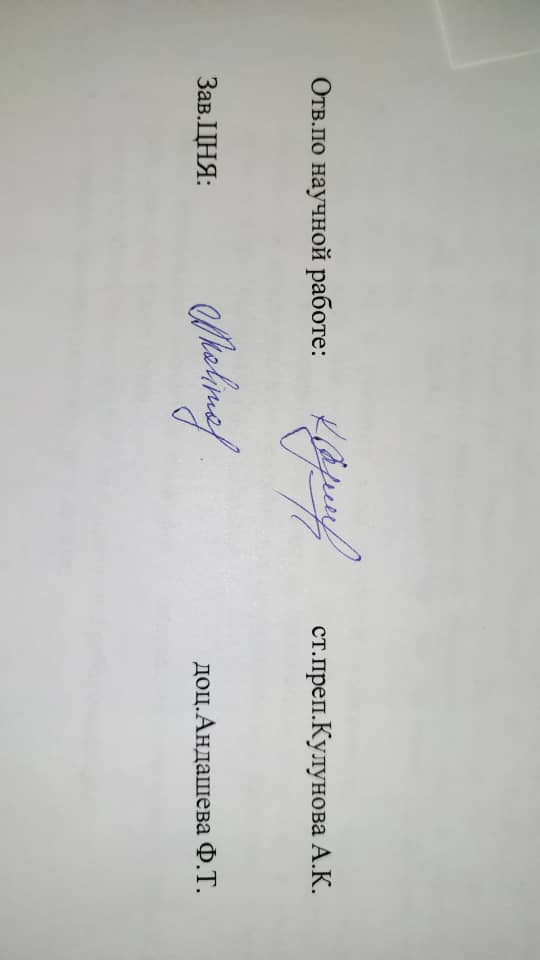 Отв.по научной работе: ст.преп.Кулунова А.К.
Зав.ЦНЯ: доц.Андашева Ф.Т.